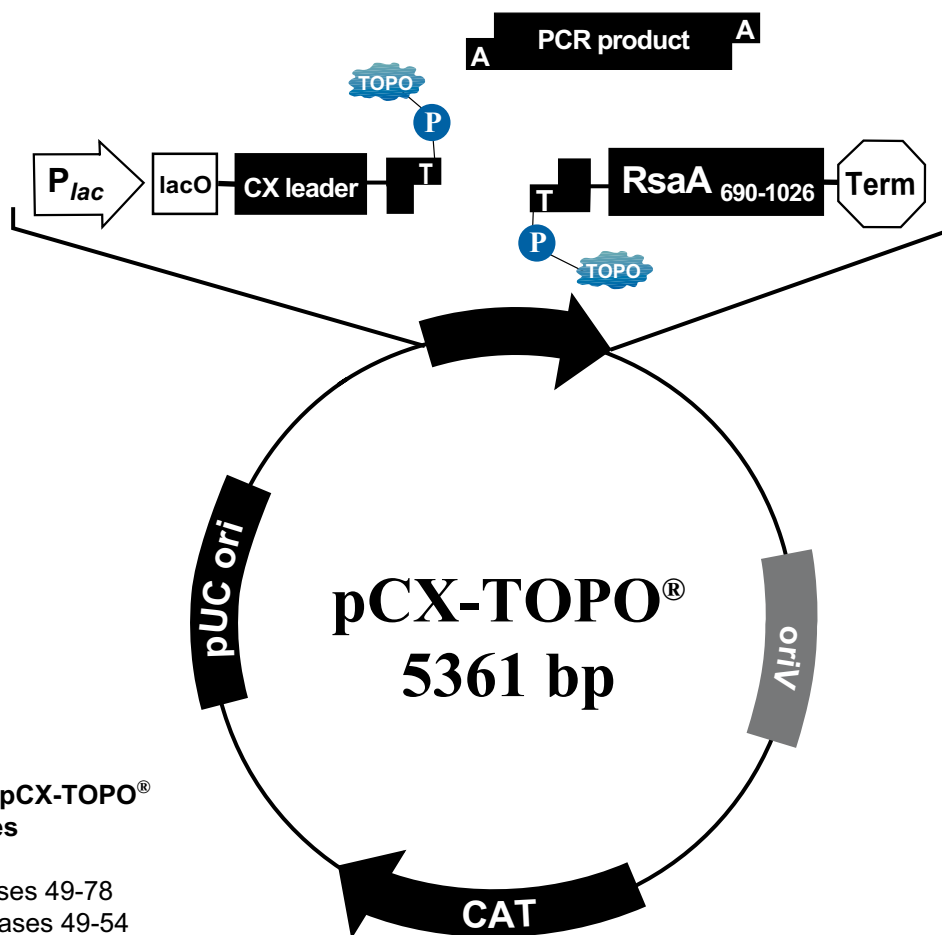 A PCR product A
TOPO
P
P lac lacO CX leader T
T RsaA 690-1026 Term
P
TOPO
pUC ori
pCX-TOPO®
5361 bp
oriV
CAT
pCX-TOPO®
es
ses 49-78
ases 49-54